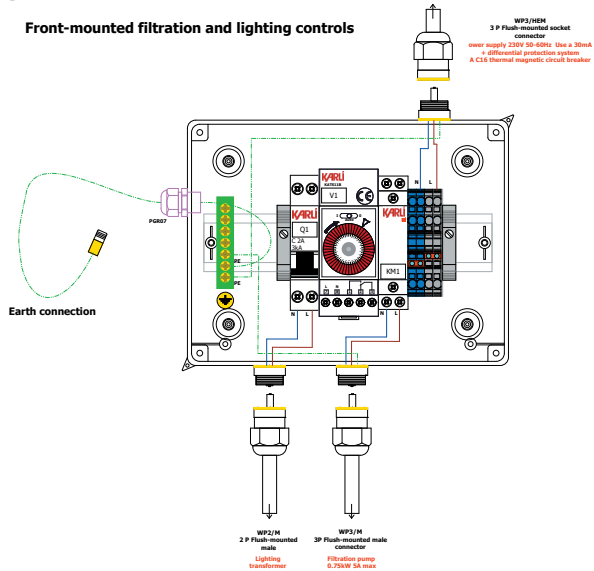 Front-mounted filtration and lighting controls
WP3/HEM
3 P Flush-mounted socket
connector
ower supply 230V 50-60Hz  Use a 30mA
+ differential protection system
A C16 thermal magnetic circuit breaker
N L
KARLİ
V1
CE
KARLİ
Q1
C 2A
3kA
KARLİ
KM1
L N
PGR07
PE
PE
Earth connection
N L
N L
WP2/M
2 P Flush-mounted
male
Lighting
transformer
WP3/M
3P Flush-mounted male
connector
Filtration pump
0.75kW 5A max